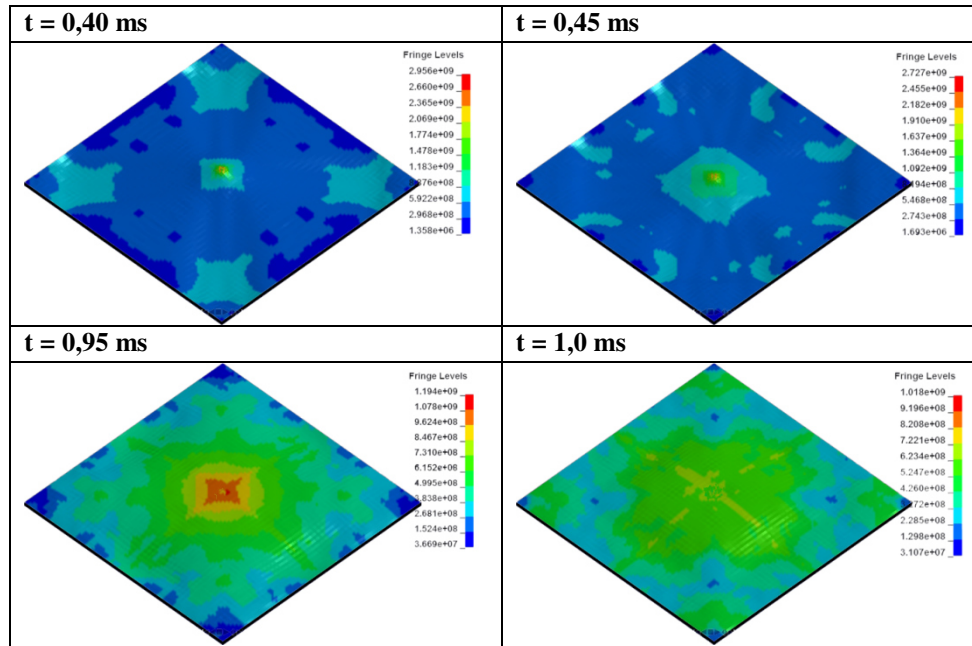 t = 0,40 ms
Fringe Levels
2.956e+09
2.660e+09
2.365e+09
2.069e+09
1.774e+09
1.478e+09
1.183e+09
5.922e+08
2.968e+08
1.358e+06
t = 0,45 ms
Fringe Levels
2.727e+09
2.455e+09
2.182e+09
1.910e+09
1.637e+09
1.364e+09
1.092e+09
5.468e+08
2.743e+08
1.693e+06
t = 0,95 ms
Fringe Levels
1.194e+09
1.078e+09
9.624e+08
8.467e+08
7.310e+08
6.152e+08
4.995e+08
2.681e+08
1.524e+08
3.669e+07
t = 1,0 ms
Fringe Levels
1.018e+09
9.196e+08
8.208e+08
7.221e+08
6.234e+08
5.247e+08
4.260e+08
2.285e+08
1.298e+08
3.107e+07